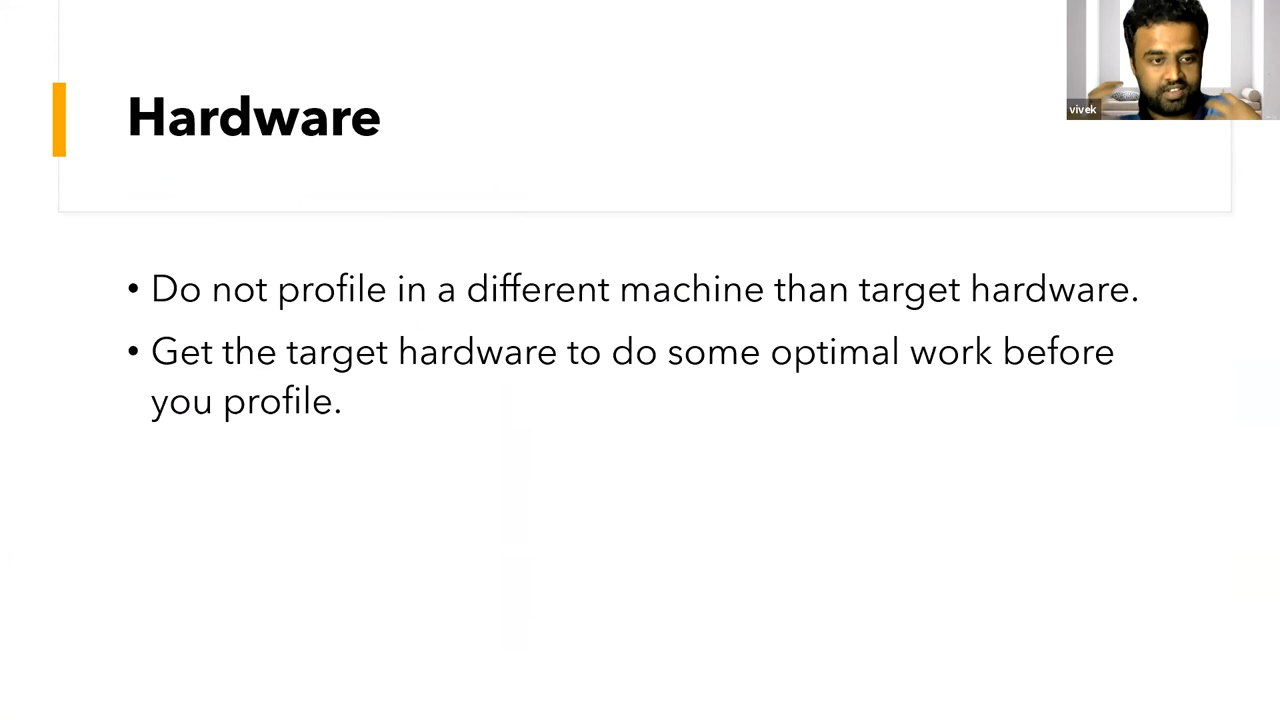 Hardware
vivek
• Do not profile in a different machine than target hardware.
• Get the target hardware to do some optimal work before
you profile.